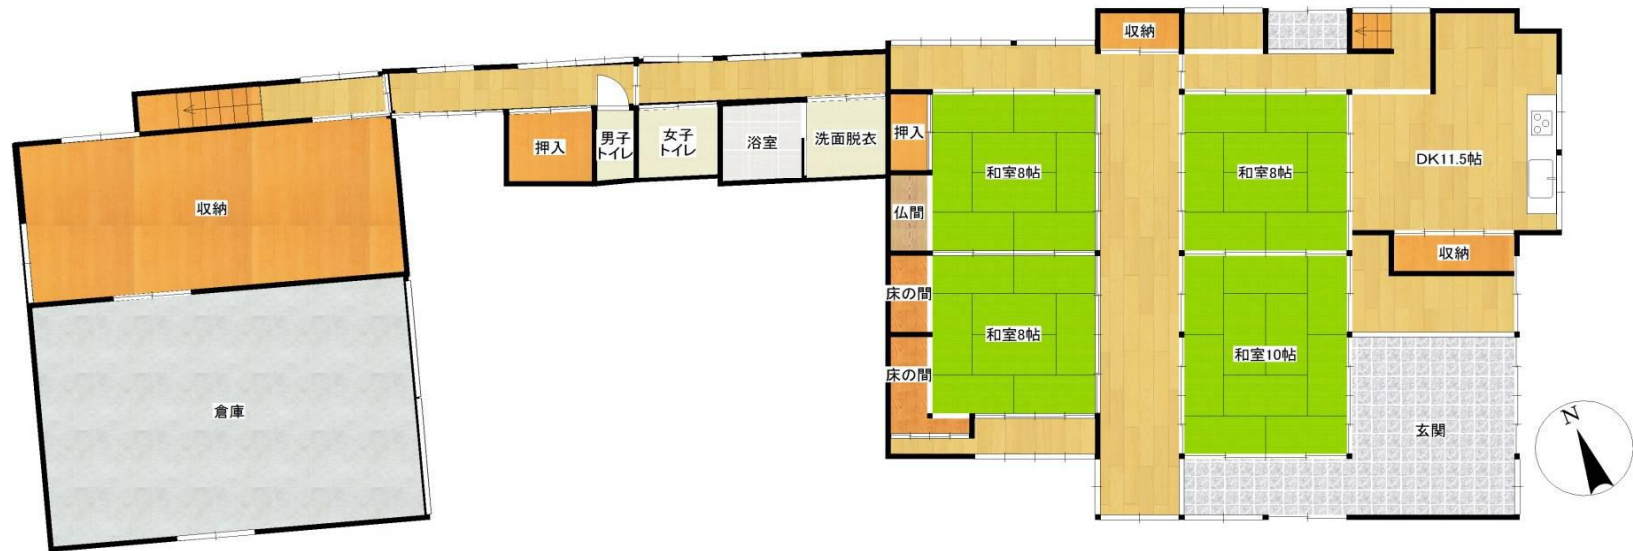 収納
押入
男子
トイレ
女子
トイレ
浴室
洗面脱衣
押入
和室8帖
和室8帖
DK11.5帖
収納
仏間
収納
床の間
和室8帖
和室10帖
床の間
倉庫
玄関
N